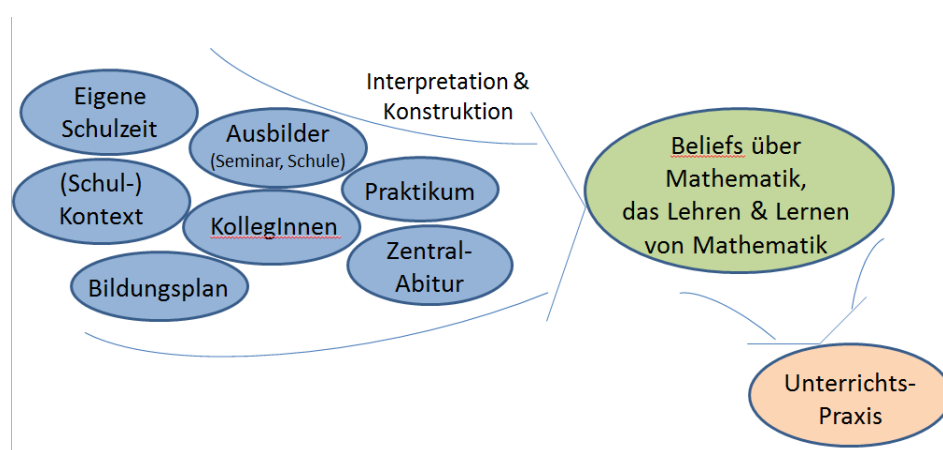 Eigene
Schulzeit
Ausbilder
(Seminar, Schule)
(Schul-)
Kontext
KollegInnen
Praktikum
Zentral-
Abitur
Bildungsplan
Interpretation &
Konstruktion
Beliefs über
Mathematik,
das Lehren & Lernen
von Mathematik
Unterrichts-
Praxis